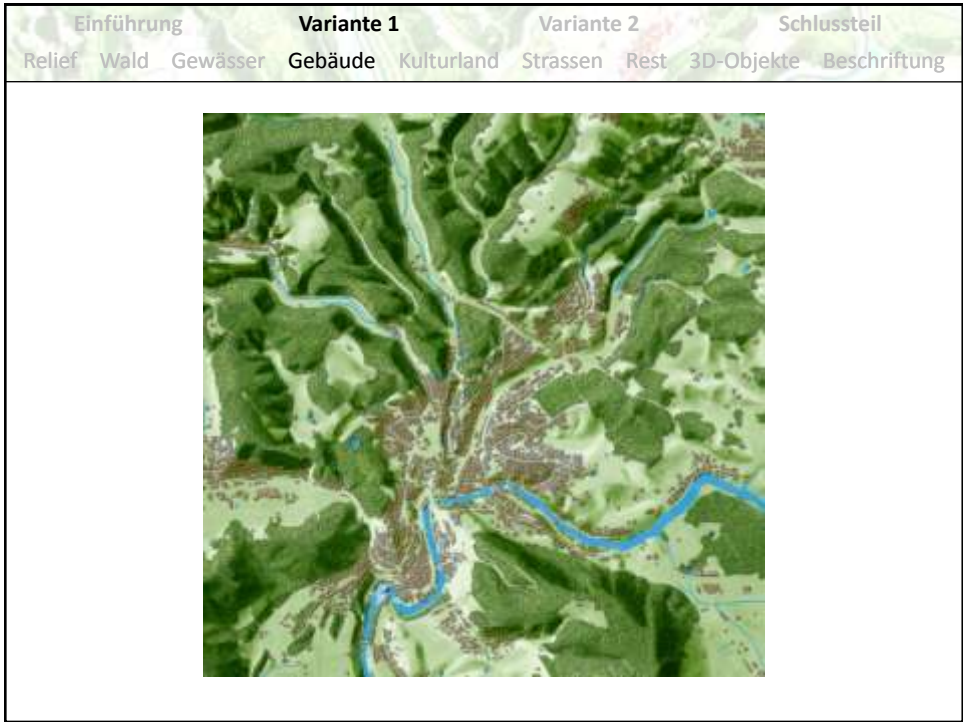 Einführung Variante 1 Variante 2 Schlussteil
Relief Wald Gewässer Gebäude Kulturland Strassen Rest 3D-Objekte Beschriftung